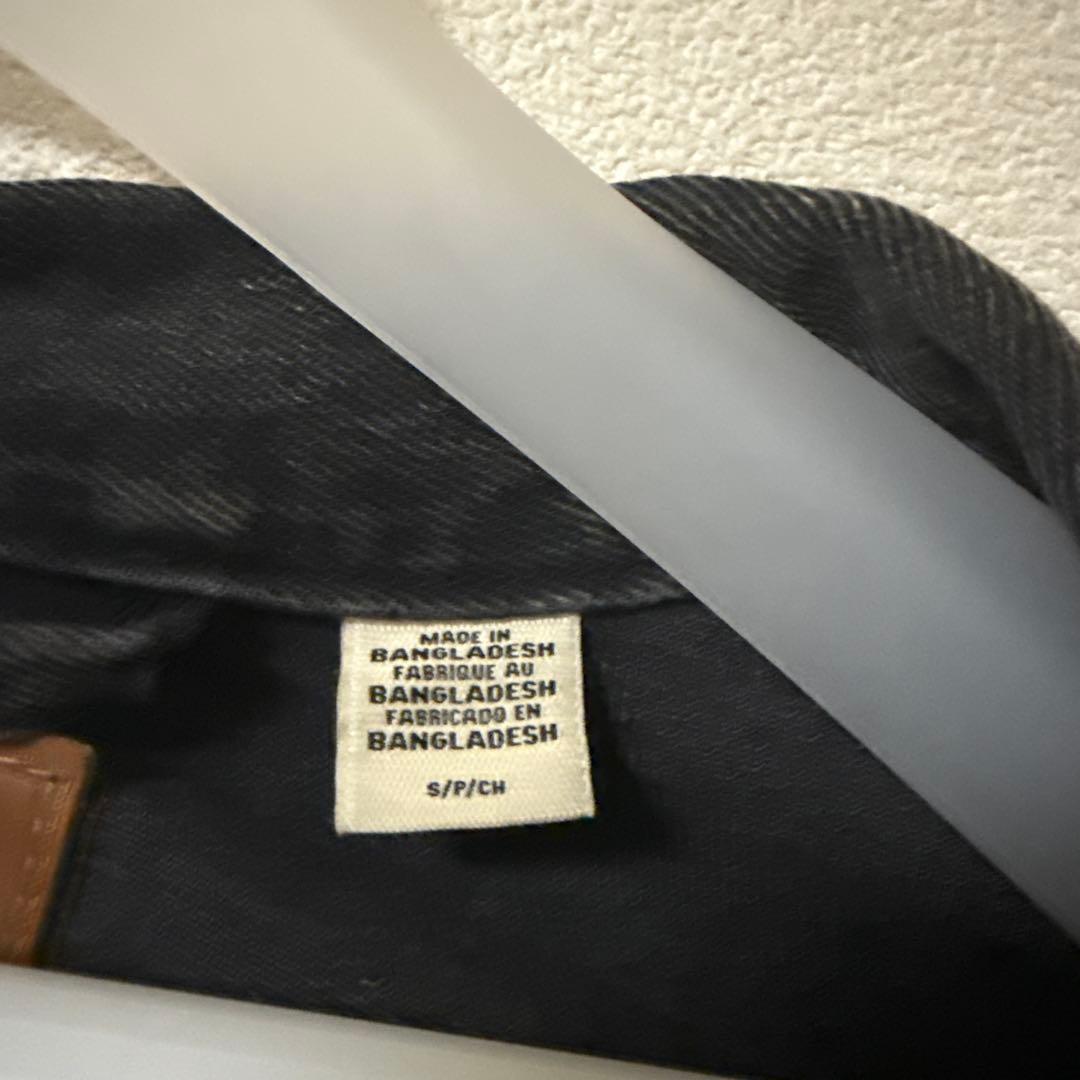 MADE IN
BANGLADESH
FABRIQUE AU
BANGLADESH
FABRICADO EN
BANGLADESH
S/P/CH